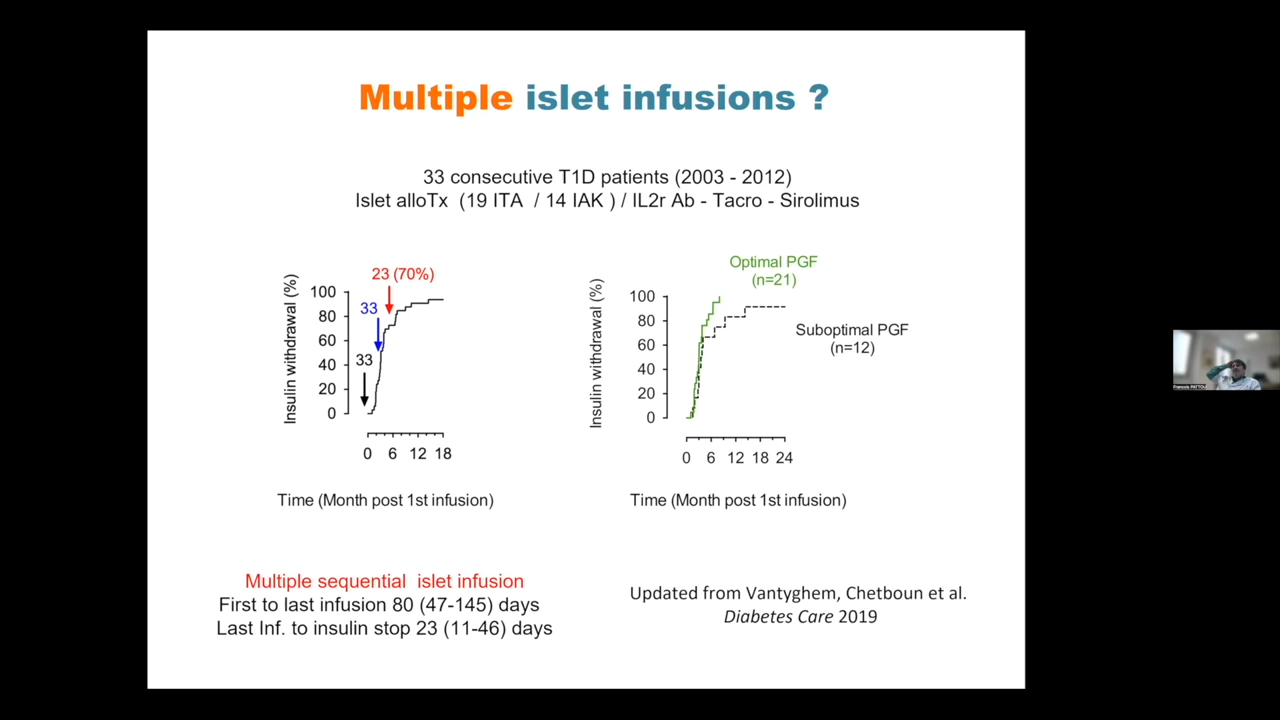 Multiple islet infusions ?
33 consecutive T1D patients (2003 - 2012)
Islet alloTx (19 ITA / 14 IAK ) / IL2r Ab - Tacro - Sirolimus
Insulin withdrawal (%)
100
80
60
40
20
0
23 (70%)
33
33
0 6 12 18
Time (Month post 1st infusion)
Insulin withdrawal (%)
100
80
60
40
20
0
Optimal PGF
(n=21)
Suboptimal PGF
(n=12)
0 6 12 18 24
Time (Month post 1st infusion)
Multiple sequential islet infusion
First to last infusion 80 (47-145) days
Last Inf. to insulin stop 23 (11-46) days
Updated from Vantyghem, Chetboun et al.
Diabetes Care 2019
Francois PATTOU